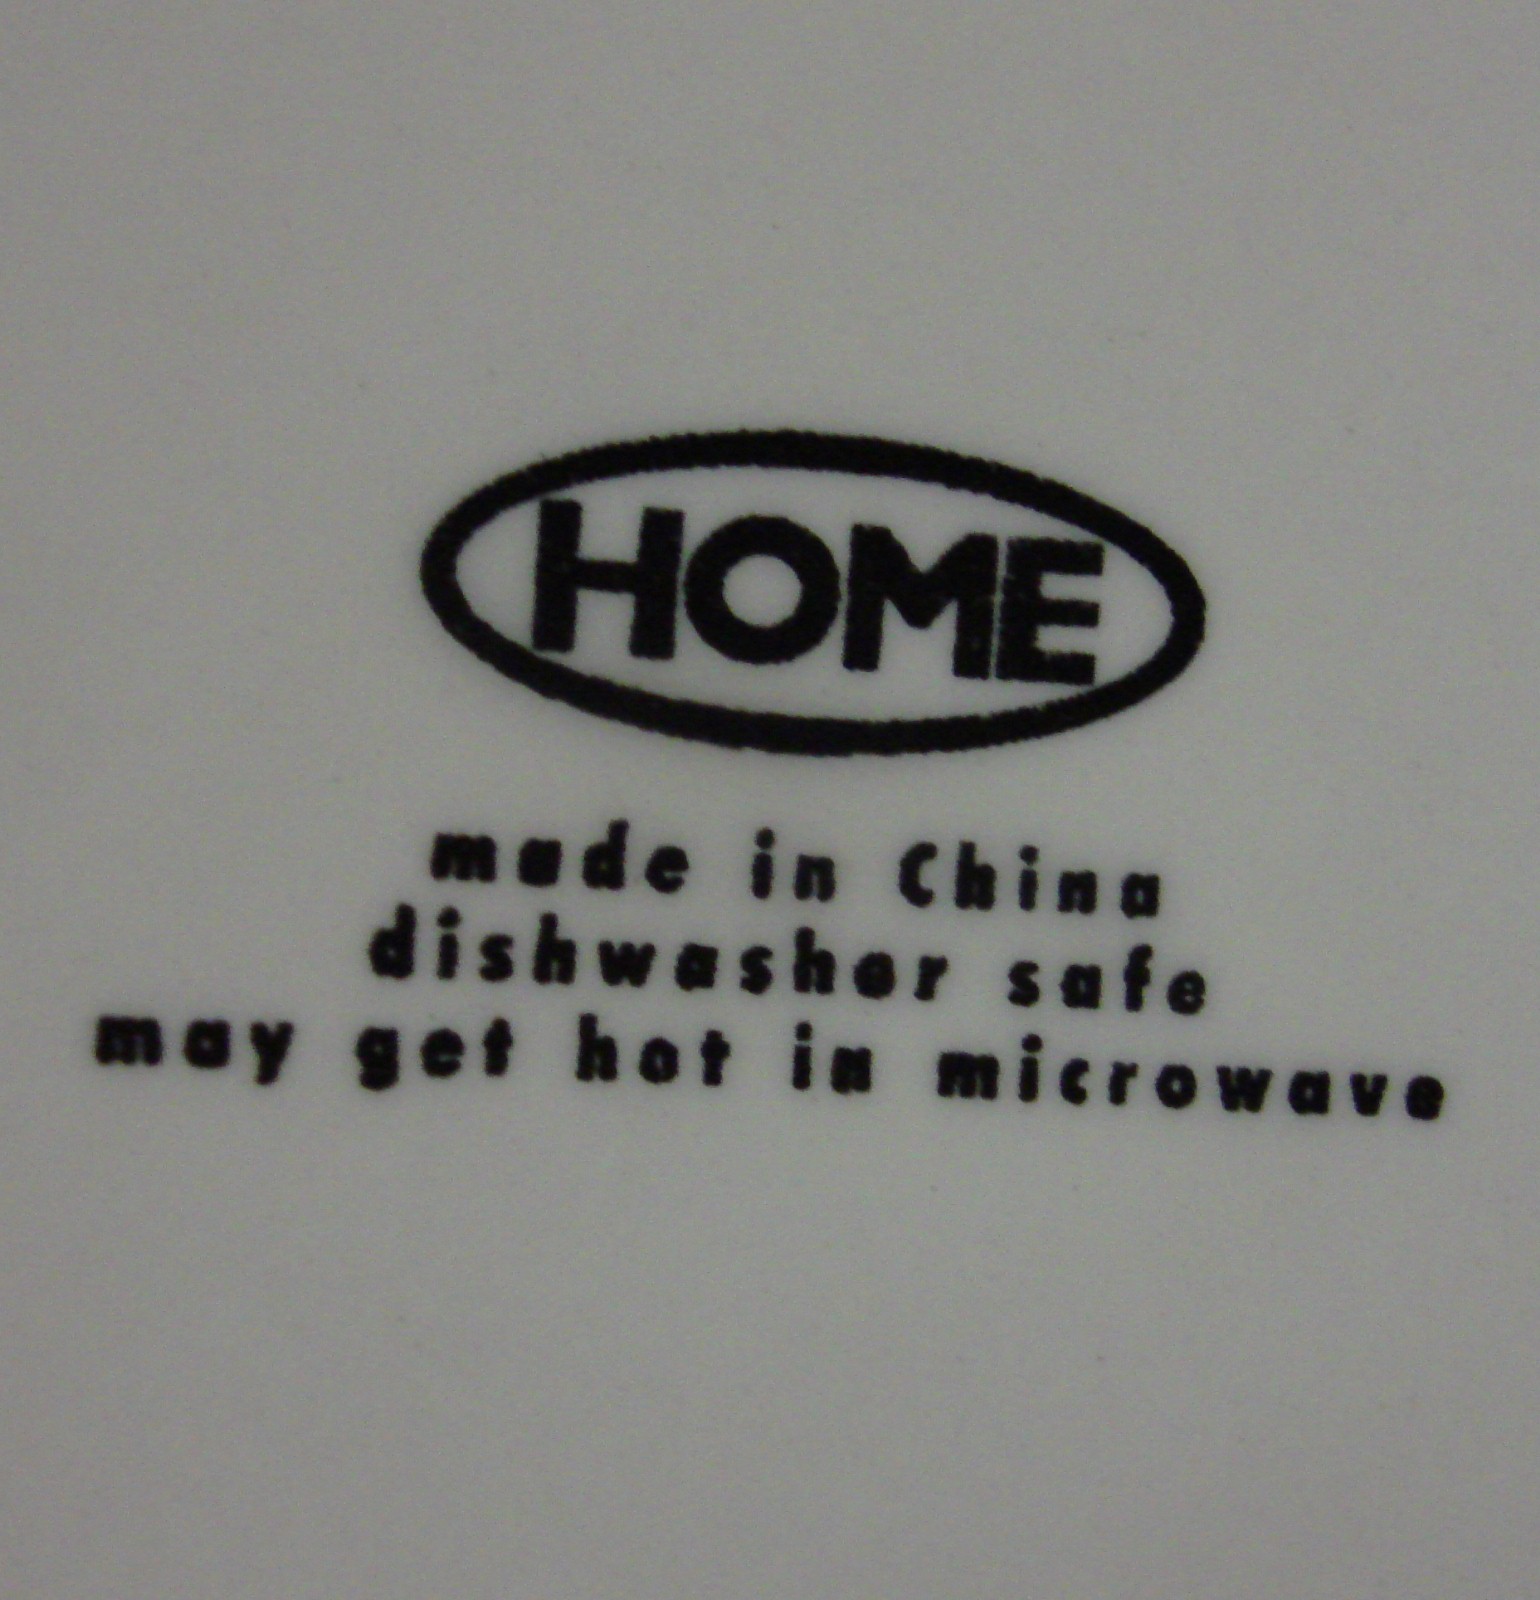 HOME
made in China
dishwasher safe
may get hot in microwave